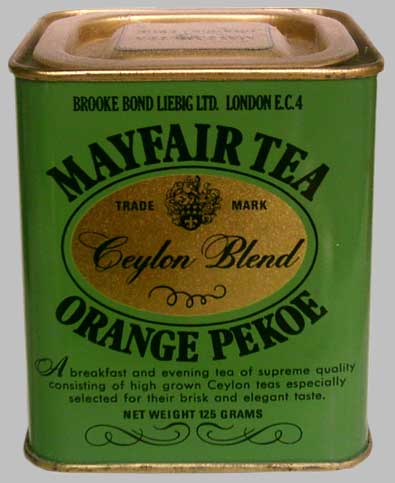 BROOKE BOND LIEBIG LTD. LONDON E.C.4
MAYFAIR TEA
TRADE MARK
Ceylon Blend
ORANGE PEKOE
A breakfast and evening tea of supreme quality
consisting of high grown Ceylon teas especially
selected for their brisk and elegant taste.
NET WEIGHT 125 GRAMS